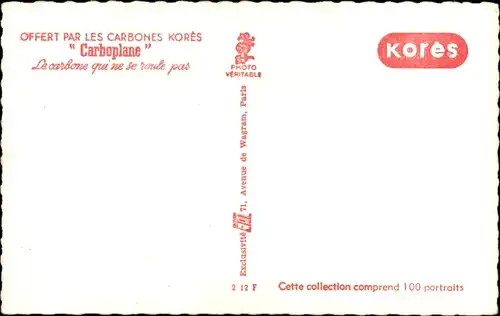 OFFERT PAR LES CARBONES KORÈS
" Carboplane "
Le carbone qui ne se roule pas
PHOTO
VÉRITABLE
Korès
Exclusivité
71, Avenue de Wagram, Paris
2 12 F
Cette collection comprend 100 portraits